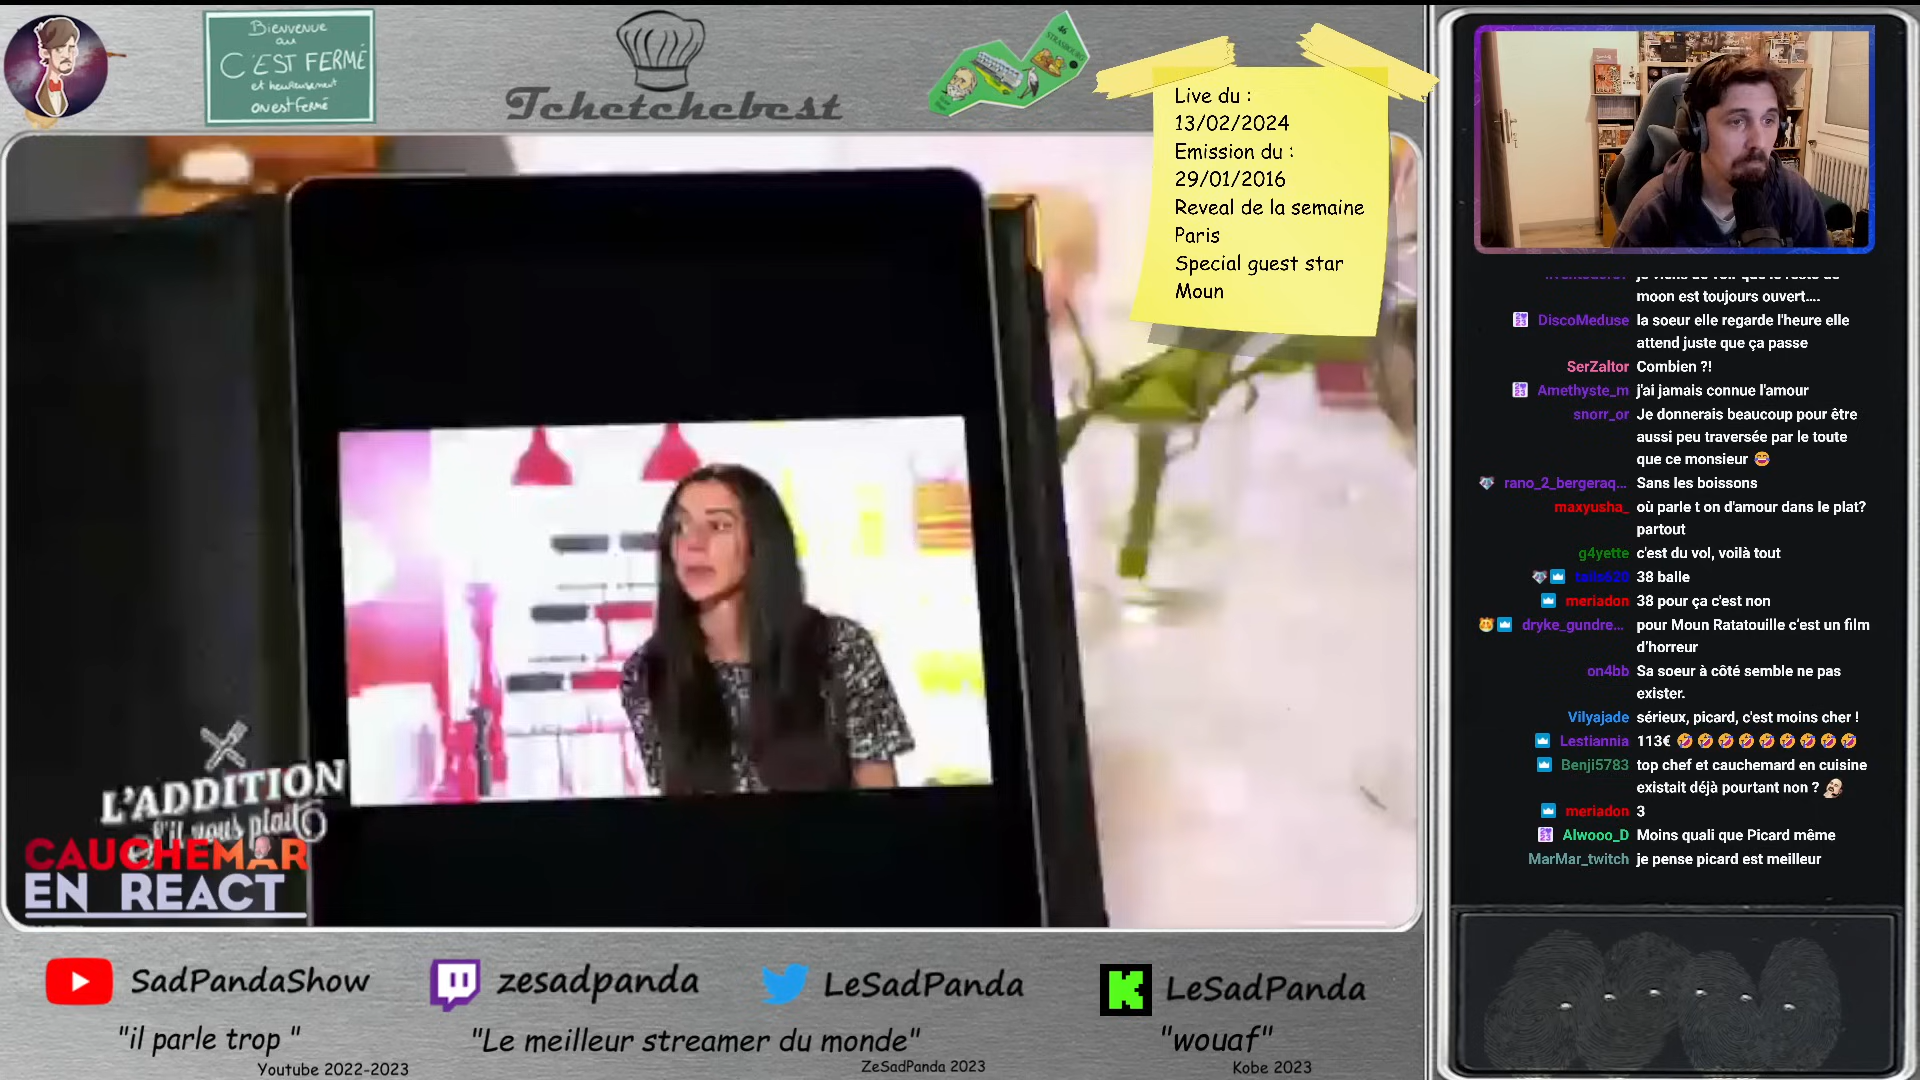 Bienvenue
au
C'EST FERMÉ
et heureusement
on est fermé
Tchetchebest
46
STRASBOURG
Live du :
13/02/2024
Emission du :
29/01/2016
Reveal de la semaine
Paris
Special guest star
Moun
L'ADDITION
s'il vous plait
CAUCHEMAR
EN REACT
moon est toujours ouvert....
DiscoMeduse la soeur elle regarde l'heure elle
attend juste que ça passe
SerZaltor Combien ?!
Amethyste_m j'ai jamais connue l'amour
snorr_or Je donnerais beaucoup pour être
aussi peu traversée par le toute
que ce monsieur 😂
rano_2_bergeraq... Sans les boissons
maxyusha_ où parle t on d'amour dans le plat?
partout
g4yette c'est du vol, voilà tout
38 balle
meriadon 38 pour ça c'est non
dryke_gundre... pour Moun Ratatouille c'est un film
d'horreur
on4bb Sa soeur à côté semble ne pas
exister.
Vilyajade sérieux, picard, c'est moins cher !
Lestiannia 113€ 🤣🤣🤣🤣🤣🤣🤣🤣🤣
Benji5783 top chef et cauchemard en cuisine
existait déjà pourtant non ?
meriadon 3
Alwooo_D Moins quali que Picard même
MarMar_twitch je pense picard est meilleur
SadPandaShow
zesadpanda
LeSadPanda
LeSadPanda
"il parle trop "
Youtube 2022-2023
"Le meilleur streamer du monde"
ZeSadPanda 2023
"wouaf"
Kobe 2023